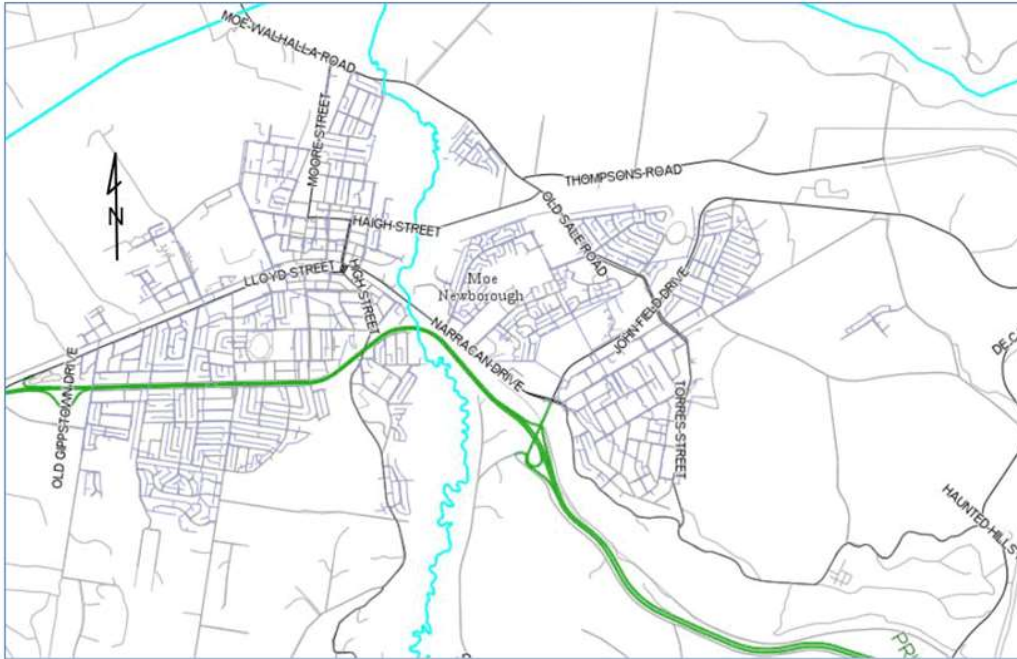 MOE-WALHALLA-ROAD
MOORE-STREET
THOMPSONS-ROAD
N
HAIGH-STREET
OLD-SALE-ROAD
LLOYD-STREET
HIGH-STREET
Moe
Newborough
JOHN-FIELD-DRIVE
NARRACAN-DRIVE
DE-C
OLD GIPPSTOWN-DRIVE
TORRES-STREET
HAUNTED-HILLS